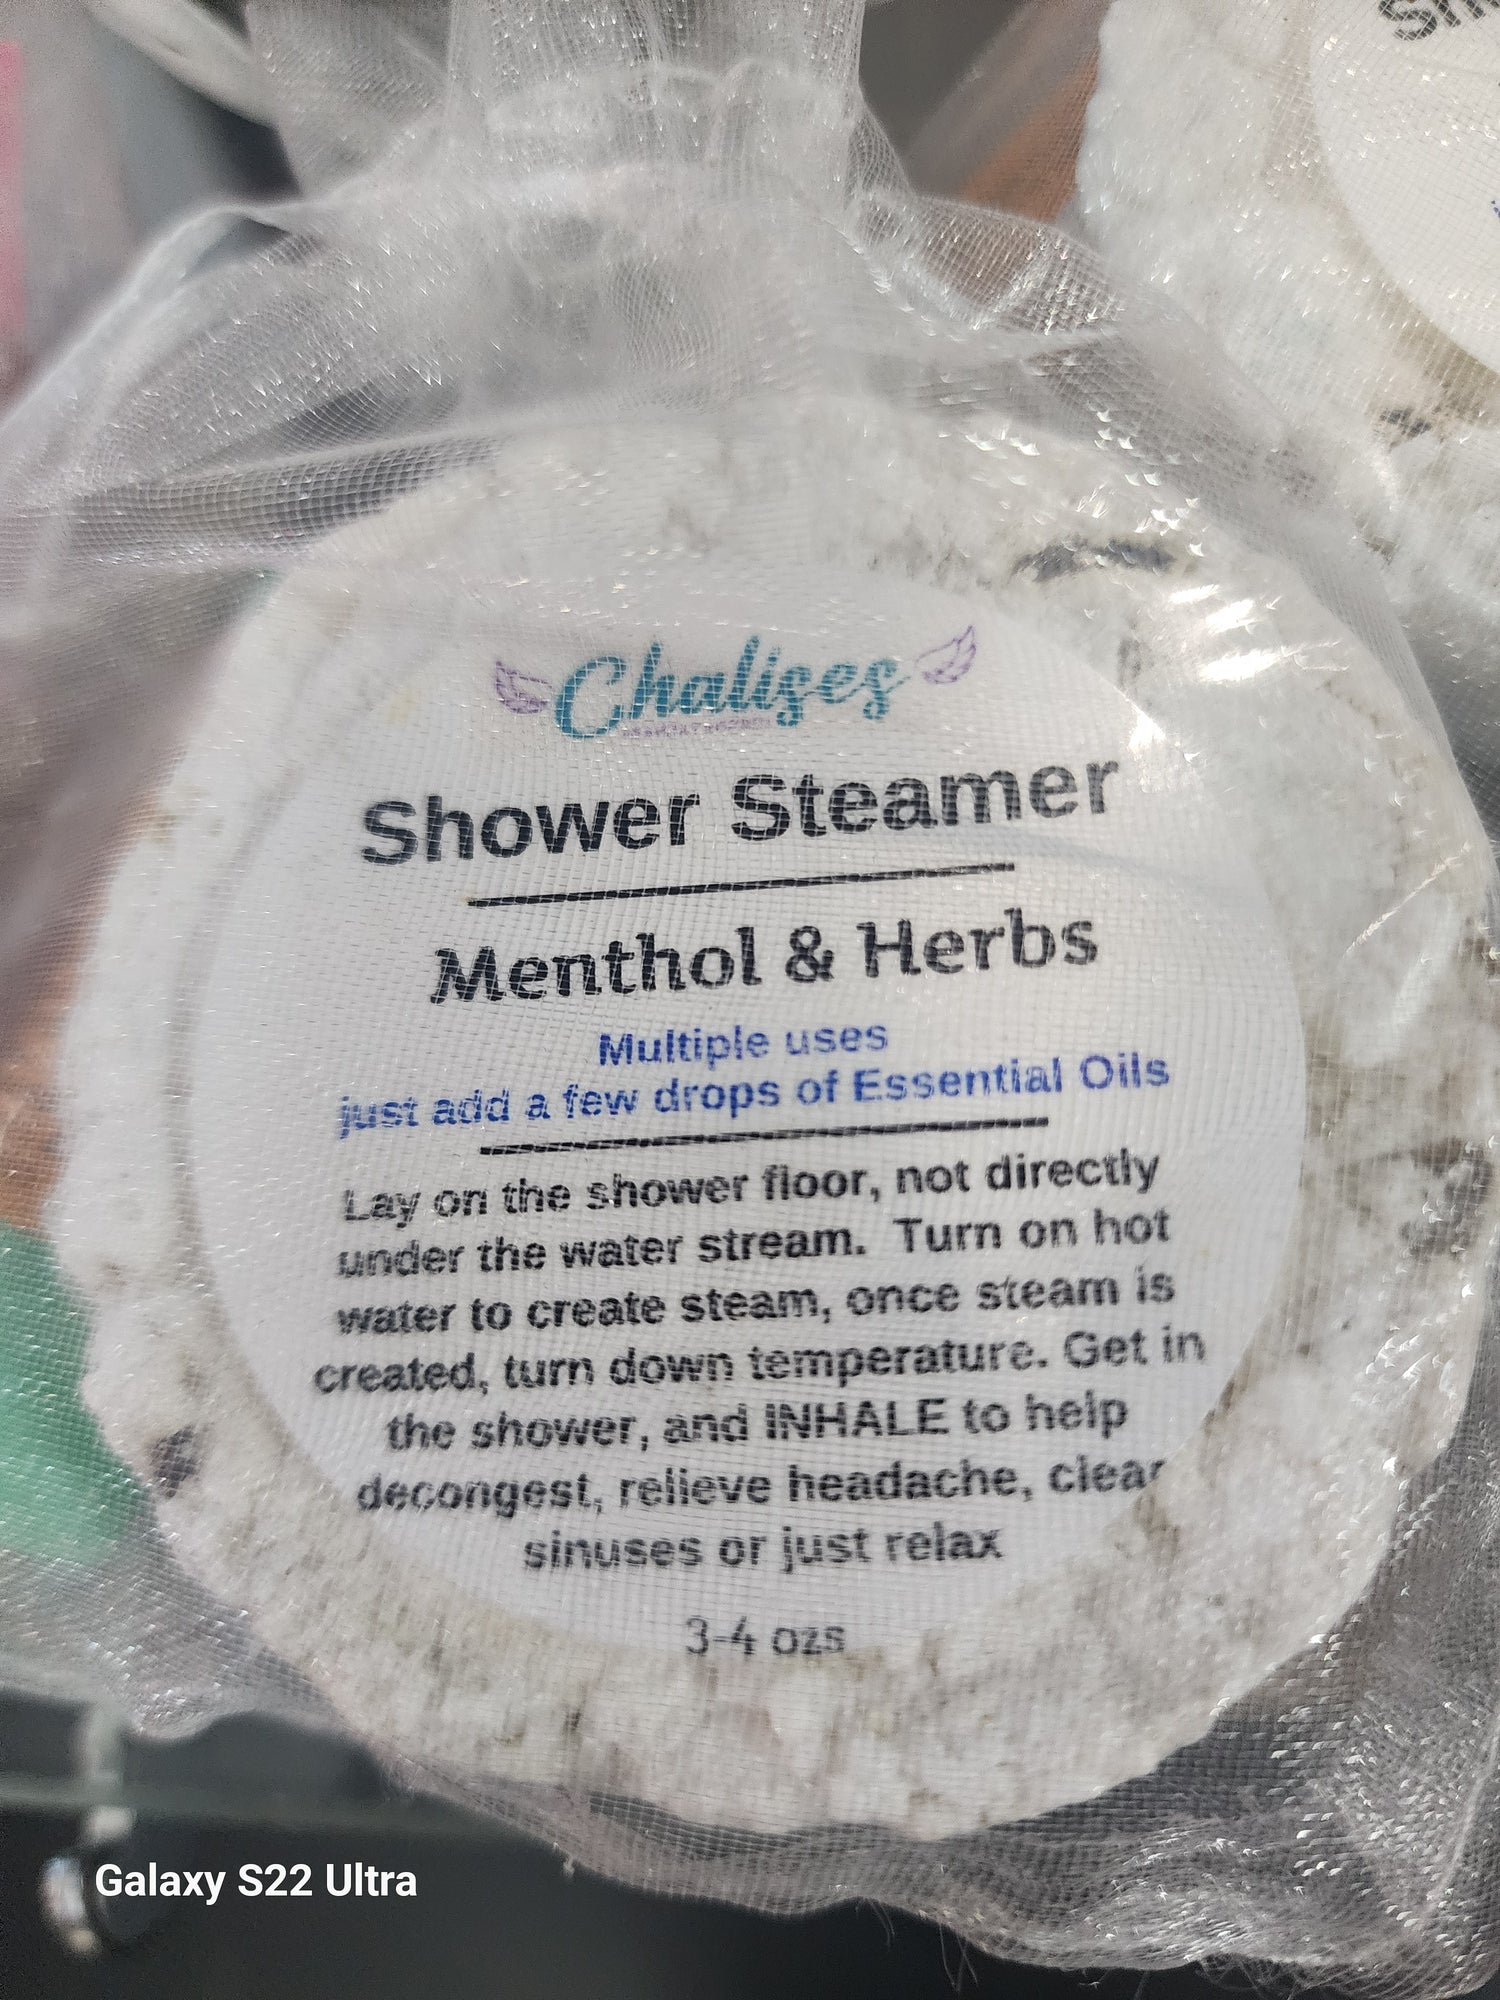 Chalises
Shower Steamer
Menthol & Herbs
Multiple uses
just add a few drops of Essential Oils
Lay on the shower floor, not directly
under the water stream. Turn on hot
water to create steam, once steam is
created, turn down temperature. Get in
the shower, and INHALE to help
decongest, relieve headache, clear
sinuses or just relax
3-4 ozs
Galaxy S22 Ultra